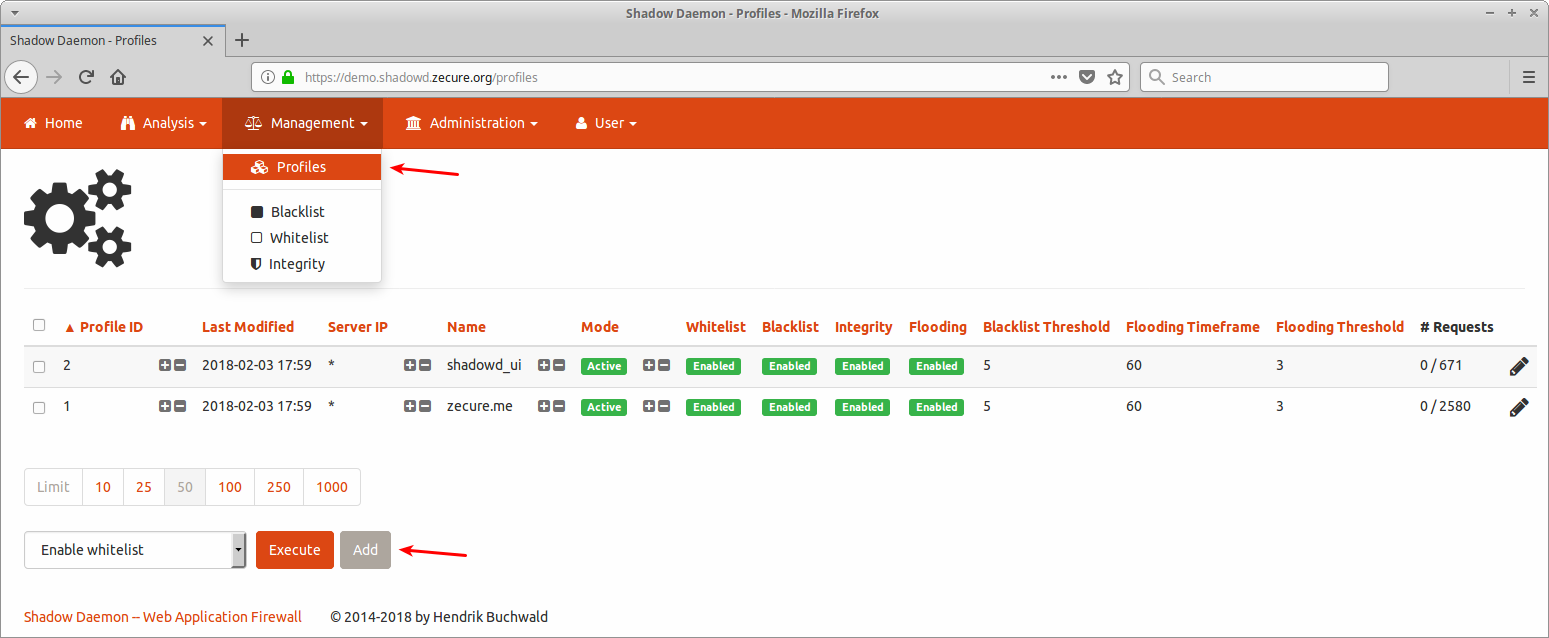 Shadow Daemon - Profiles - Mozilla Firefox
Shadow Daemon - Profiles
https://demo.shadowd.zecure.org/profiles
Search
Home Analysis Management Administration User
Profiles
Blacklist
Whitelist
Integrity
▲ Profile ID Last Modified Server IP Name Mode Whitelist Blacklist Integrity Flooding Blacklist Threshold Flooding Timeframe Flooding Threshold # Requests
2 2018-02-03 17:59 * shadowd_ui Active Enabled Enabled Enabled Enabled 5 60 3 0 / 671
1 2018-02-03 17:59 * zecure.me Active Enabled Enabled Enabled Enabled 5 60 3 0 / 2580
Limit 10 25 50 100 250 1000
Enable whitelist Execute Add
Shadow Daemon -- Web Application Firewall © 2014-2018 by Hendrik Buchwald